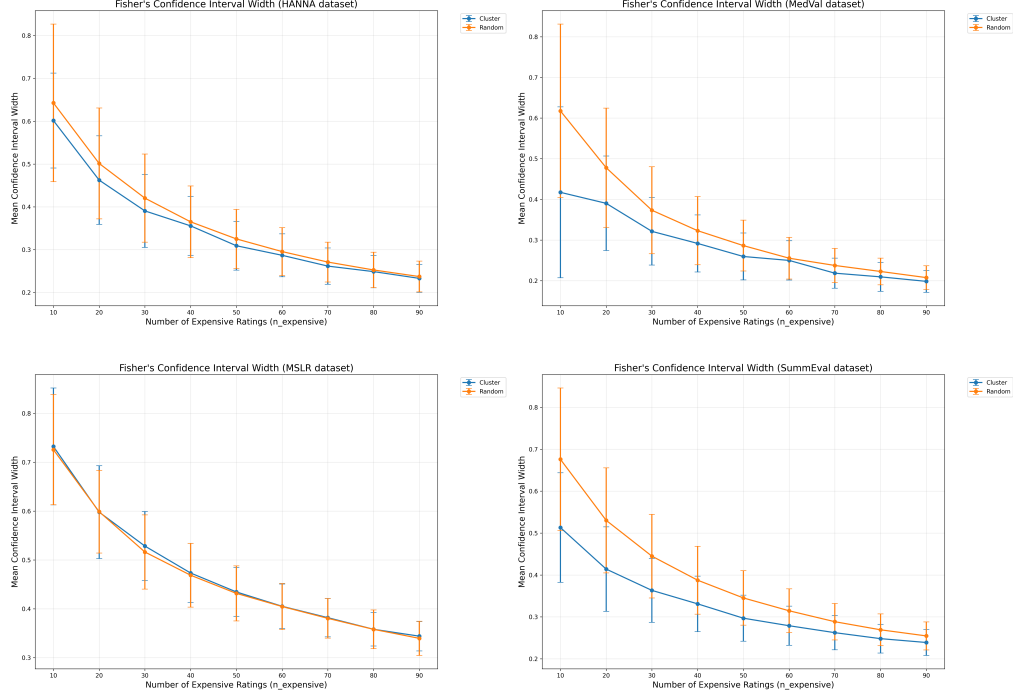 Fisher's Confidence Interval Width (HANNA dataset)
Mean Confidence Interval Width
0.8
0.7
0.6
0.5
0.4
0.3
0.2
10 20 30 40 50 60 70 80 90
Number of Expensive Ratings (n_expensive)
Cluster
Random
Fisher's Confidence Interval Width (MedVal dataset)
Mean Confidence Interval Width
0.8
0.7
0.6
0.5
0.4
0.3
0.2
10 20 30 40 50 60 70 80 90
Number of Expensive Ratings (n_expensive)
Cluster
Random
Fisher's Confidence Interval Width (MSLR dataset)
Mean Confidence Interval Width
0.8
0.7
0.6
0.5
0.4
0.3
10 20 30 40 50 60 70 80 90
Number of Expensive Ratings (n_expensive)
Cluster
Random
Fisher's Confidence Interval Width (SummEval dataset)
Mean Confidence Interval Width
0.8
0.7
0.6
0.5
0.4
0.3
0.2
10 20 30 40 50 60 70 80 90
Number of Expensive Ratings (n_expensive)
Cluster
Random